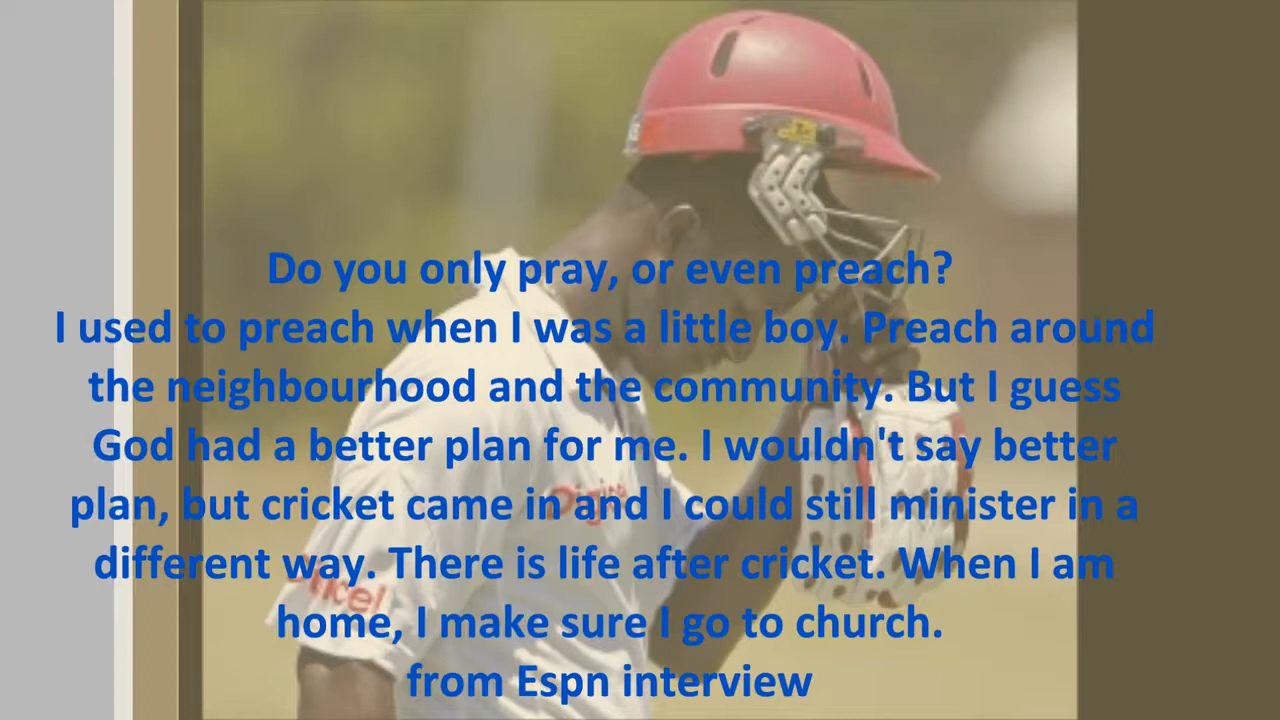 Do you only pray, or even preach?
I used to preach when I was a little boy. Preach around
the neighbourhood and the community. But I guess
God had a better plan for me. I wouldn't say better
plan, but cricket came in and I could still minister in a
different way. There is life after cricket. When I am
home, I make sure I go to church.
from Espn interview